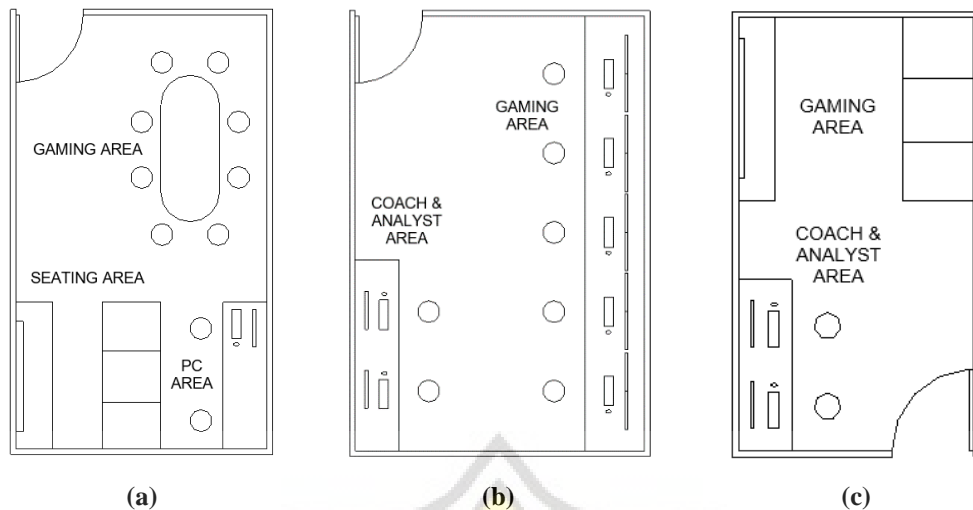 GAMING AREA
SEATING AREA
PC
AREA
(a)
GAMING
AREA
COACH &
ANALYST
AREA
(b)
GAMING
AREA
COACH &
ANALYST
AREA
(c)